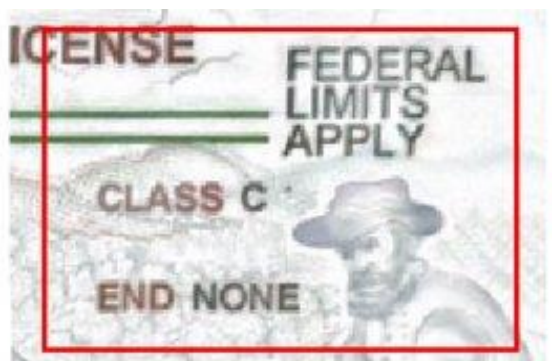 ICENSE
FEDERAL
LIMITS
APPLY
CLASS C
END NONE